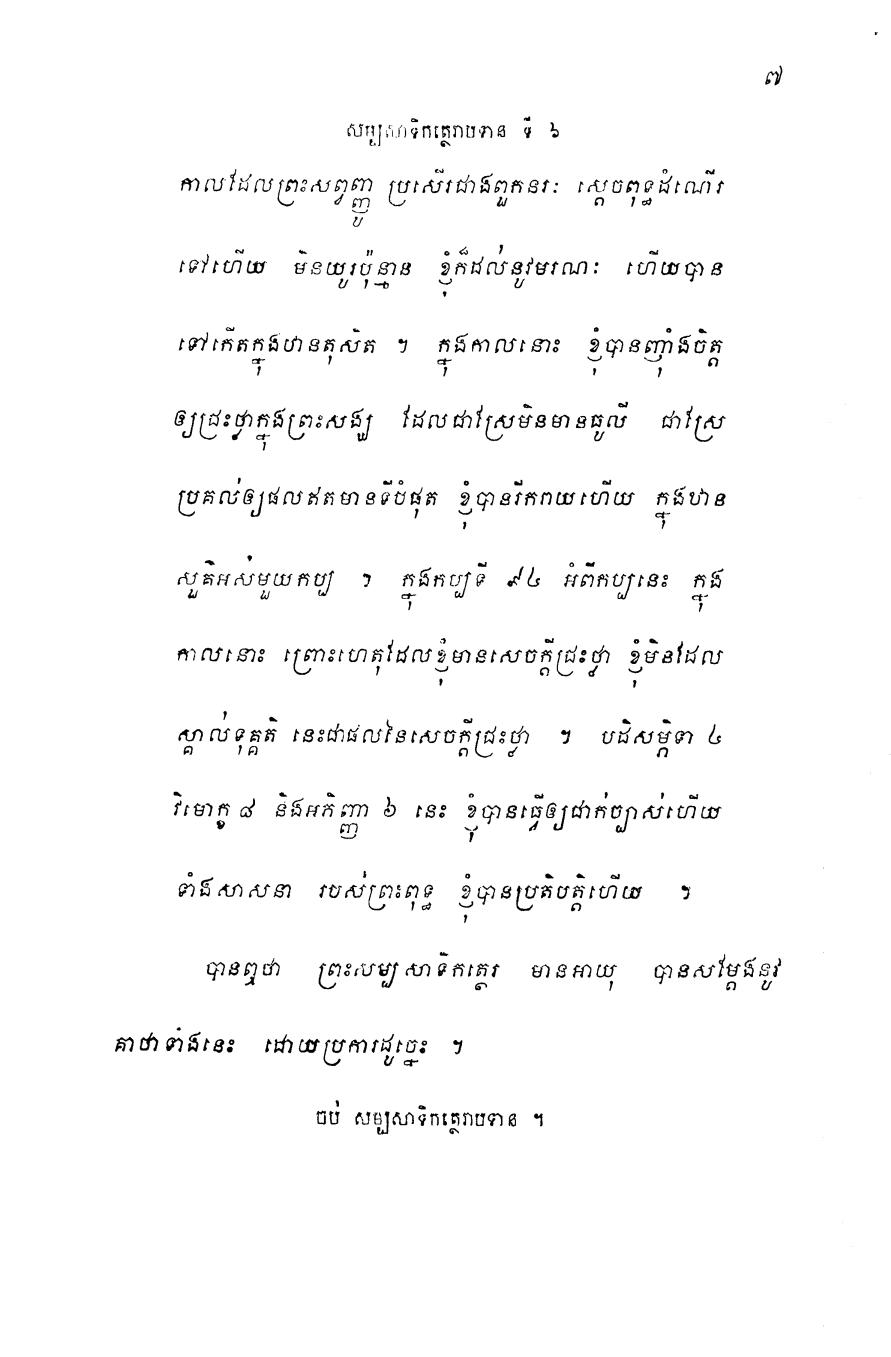 ៧
សម្បសាទិកត្ថេរាបទាន ទី ៦
កាលដែលព្រះសព្វញ្ញូ ប្រសើរជាងពួកនរៈ ស្តេចពុទ្ធដំណើរ
ទៅហើយ មិនយូរប៉ុន្មាន ខ្ញុំក៏ដល់នូវមរណៈ ហើយបាន
ទៅកើតក្នុងឋានតុសិត ។ ក្នុងកាលនោះ ខ្ញុំបានញុំាងចិត្ត
ឲ្យជ្រះថ្លាក្នុងព្រះសង្ឃ ដែលជាស្រែមិនមានធូលី ជាស្រែ
ប្រគល់ឲ្យផលឥតមានទីបំផុត ខ្ញុំបានរីករាយហើយ ក្នុងឋាន
សួគ៌អស់មួយកប្ប ។ ក្នុងកប្បទី ៩៤ អំពីកប្បនេះ ក្នុង
កាលនោះ ព្រោះហេតុដែលខ្ញុំមានសេចក្តីជ្រះថ្លា ខ្ញុំមិនដែល
ស្គាល់ទុគ្គតិ នេះជាផលនៃសេចក្តីជ្រះថ្លា ។ បដិសម្ភិទា ៤
វិមោក្ខ ៨ និងអភិញ្ញា ៦ នេះ ខ្ញុំបានធ្វើឲ្យជាក់ច្បាស់ហើយ
ទាំងសាសនា របស់ព្រះពុទ្ធ ខ្ញុំបានប្រតិបត្តិហើយ ។
បានឮថា ព្រះសម្បសាទិកត្ថេរ មានអាយុ បានសម្តែងនូវ
គាថាទាំងនេះ ដោយប្រការដូច្នេះ ។
ចប់ សម្បសាទិកត្ថេរាបទាន ។